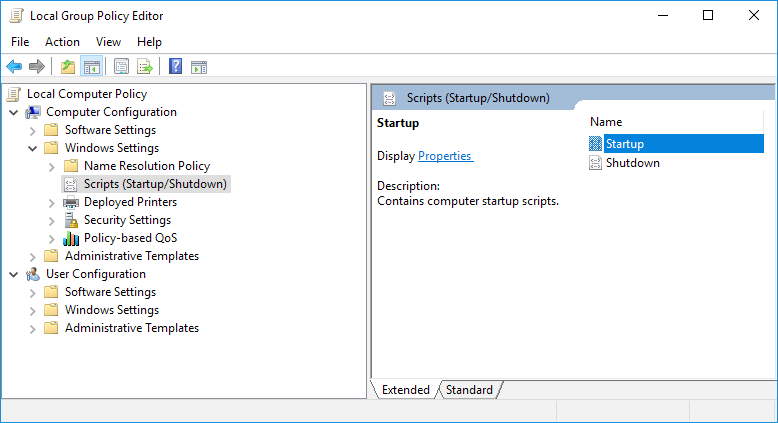 Local Group Policy Editor
File Action View Help
Local Computer Policy
Computer Configuration
Software Settings
Windows Settings
Name Resolution Policy
Scripts (Startup/Shutdown)
Deployed Printers
Security Settings
Policy-based QoS
Administrative Templates
User Configuration
Software Settings
Windows Settings
Administrative Templates
Scripts (Startup/Shutdown)
Startup
Display Properties
Description:
Contains computer startup scripts.
Name
Startup
Shutdown
Extended Standard